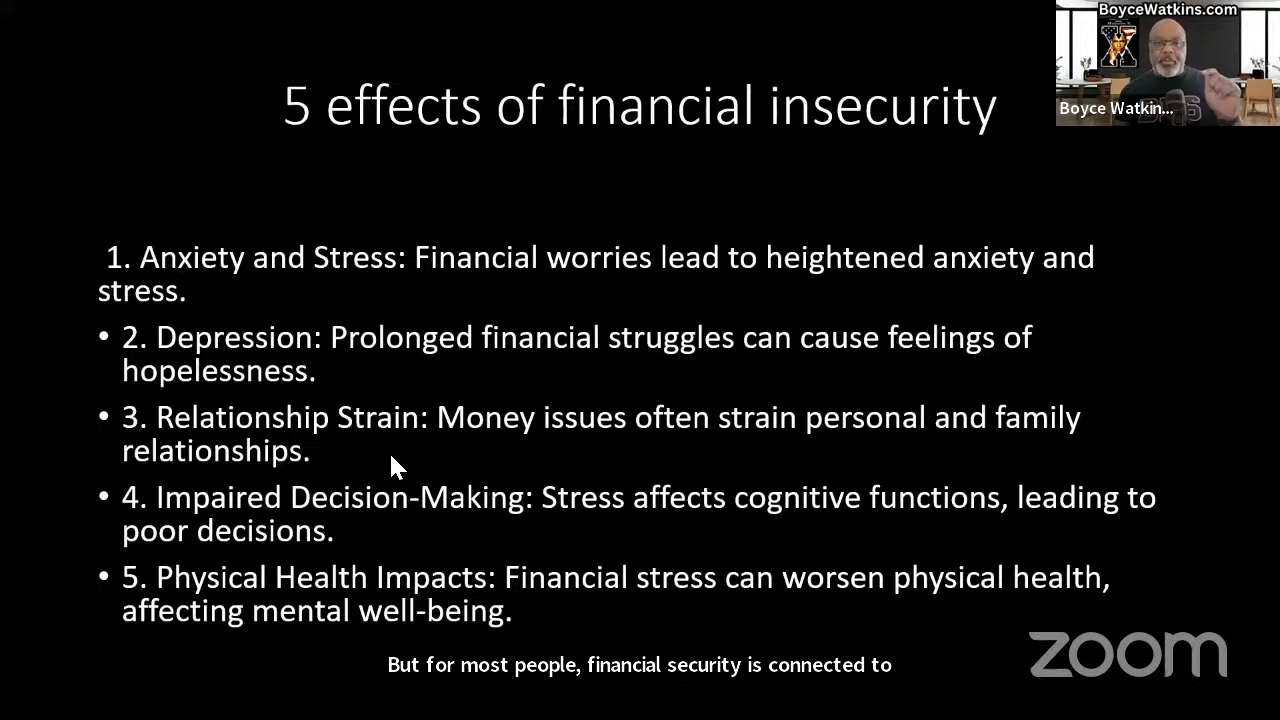 BoyceWatkins.com
X
Boyce Watkin...
5 effects of financial insecurity
1. Anxiety and Stress: Financial worries lead to heightened anxiety and
stress.
• 2. Depression: Prolonged financial struggles can cause feelings of
hopelessness.
• 3. Relationship Strain: Money issues often strain personal and family
relationships.
• 4. Impaired Decision-Making: Stress affects cognitive functions, leading to
poor decisions.
• 5. Physical Health Impacts: Financial stress can worsen physical health,
affecting mental well-being.
But for most people, financial security is connected to
zoom